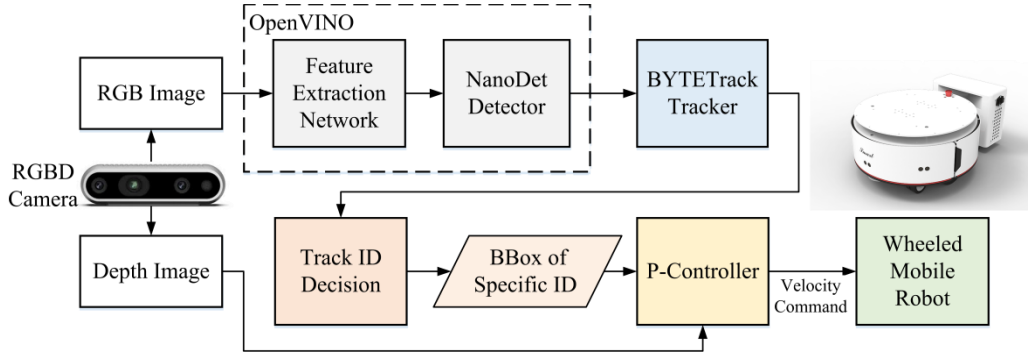 OpenVINO
RGB Image
Feature
Extraction
Network
NanoDet
Detector
BYTETrack
Tracker
RGBD
Camera
Depth Image
Track ID
Decision
BBox of
Specific ID
P-Controller
Velocity
Command
Wheeled
Mobile
Robot